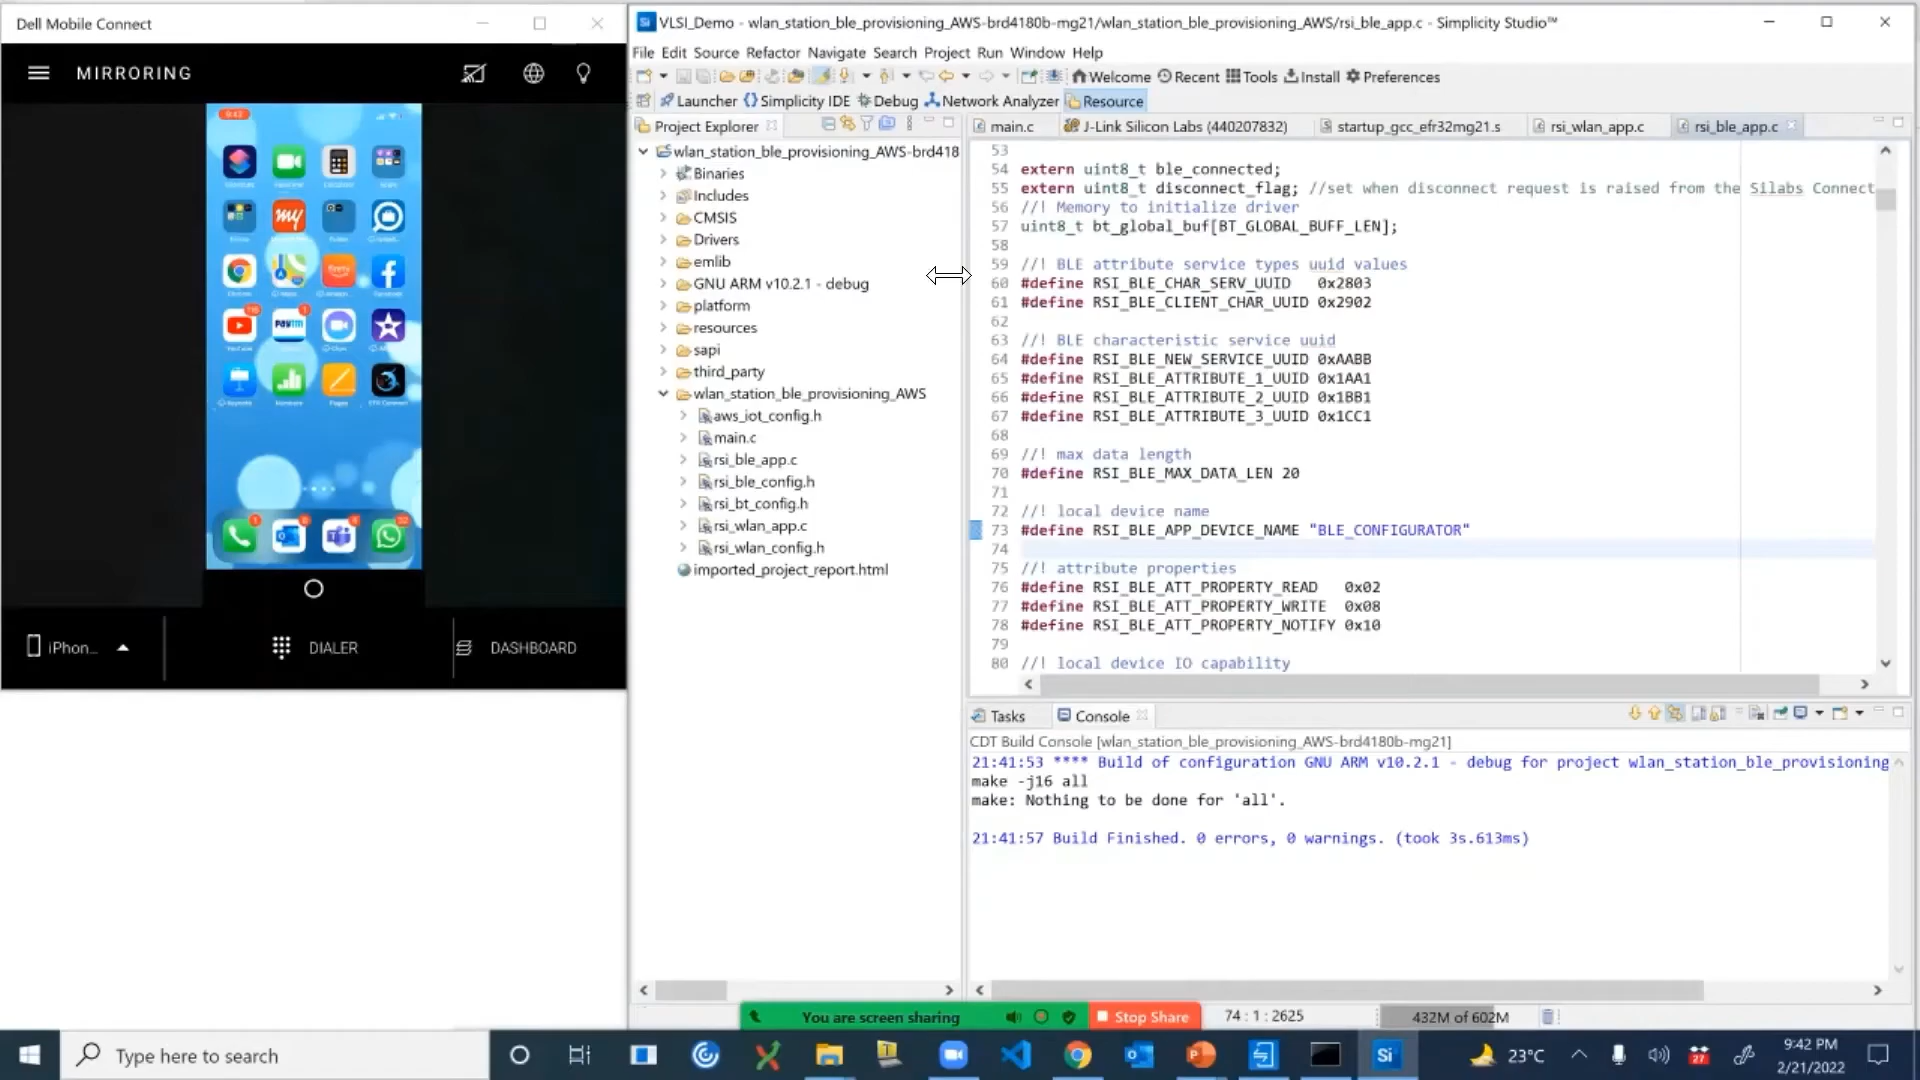 Dell Mobile Connect
MIRRORING
9:42
my
Paytm
iPhon...
DIALER
DASHBOARD
VLSI_Demo - wlan_station_ble_provisioning_AWS-brd4180b-mg21/wlan_station_ble_provisioning_AWS/rsi_ble_app.c - Simplicity Studio™
File Edit Source Refactor Navigate Search Project Run Window Help
Welcome Recent Tools Install Preferences
Launcher Simplicity IDE Debug Network Analyzer Resource
Project Explorer
wlan_station_ble_provisioning_AWS-brd418
Binaries
Includes
CMSIS
Drivers
emlib
GNU ARM v10.2.1 - debug
platform
resources
sapi
third_party
wlan_station_ble_provisioning_AWS
aws_iot_config.h
main.c
rsi_ble_app.c
rsi_ble_config.h
rsi_bt_config.h
rsi_wlan_app.c
rsi_wlan_config.h
imported_project_report.html
main.c J-Link Silicon Labs (440207832) startup_gcc_efr32mg21.s rsi_wlan_app.c rsi_ble_app.c
53
54 extern uint8_t ble_connected;
55 extern uint8_t disconnect_flag; //set when disconnect request is raised from the Silabs Connect
56 //! Memory to initialize driver
57 uint8_t bt_global_buf[BT_GLOBAL_BUFF_LEN];
58
59 //! BLE attribute service types uuid values
60 #define RSI_BLE_CHAR_SERV_UUID 0x2803
61 #define RSI_BLE_CLIENT_CHAR_UUID 0x2902
62
63 //! BLE characteristic service uuid
64 #define RSI_BLE_NEW_SERVICE_UUID 0xAABB
65 #define RSI_BLE_ATTRIBUTE_1_UUID 0x1AA1
66 #define RSI_BLE_ATTRIBUTE_2_UUID 0x1BB1
67 #define RSI_BLE_ATTRIBUTE_3_UUID 0x1CC1
68
69 //! max data length
70 #define RSI_BLE_MAX_DATA_LEN 20
71
72 //! local device name
73 #define RSI_BLE_APP_DEVICE_NAME "BLE_CONFIGURATOR"
74
75 //! attribute properties
76 #define RSI_BLE_ATT_PROPERTY_READ 0x02
77 #define RSI_BLE_ATT_PROPERTY_WRITE 0x08
78 #define RSI_BLE_ATT_PROPERTY_NOTIFY 0x10
79
80 //! local device IO capability
Tasks Console
CDT Build Console [wlan_station_ble_provisioning_AWS-brd4180b-mg21]
21:41:53 **** Build of configuration GNU ARM v10.2.1 - debug for project wlan_station_ble_provisioning
make -j16 all
make: Nothing to be done for 'all'.
21:41:57 Build Finished. 0 errors, 0 warnings. (took 3s.613ms)
You are screen sharing Stop Share 74 : 1 : 2625 432M of 602M
Type here to search
Si
23°C
27
9:42 PM
2/21/2022